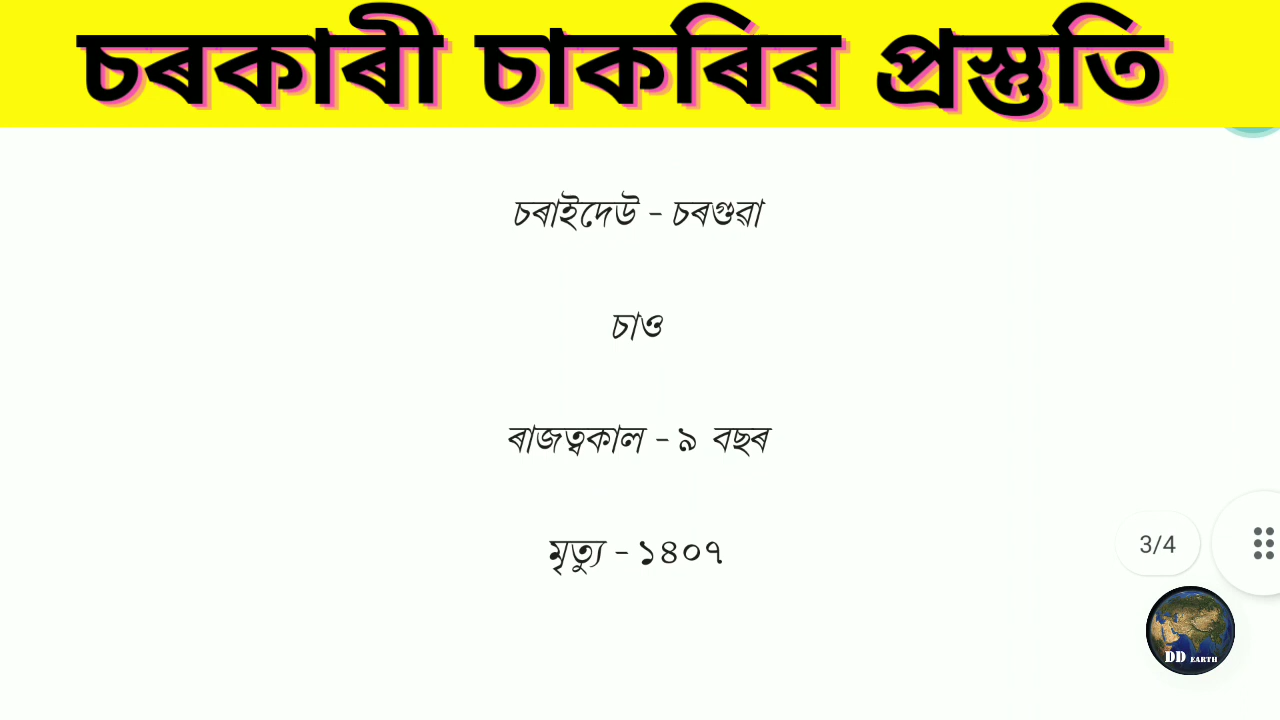 চৰকাৰী চাকৰিৰ প্ৰস্তুতি
চৰাইদেউ - চৰগুৱা
চাও
ৰাজত্বকাল - ৯ বছৰ
মৃত্যু - ১৪০৭
3/4
DD EARTH